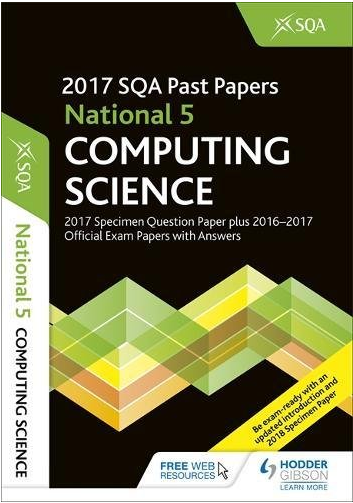 SQA
2017 SQA Past Papers
National 5
COMPUTING
SCIENCE
2017 Specimen Question Paper plus 2016–2017
Official Exam Papers with Answers
Be exam-ready with an
updated introduction and
2018 Specimen Paper
FREE WEB
RESOURCES
HODDER
GIBSON
LEARN MORE
SQA
National 5
COMPUTING SCIENCE